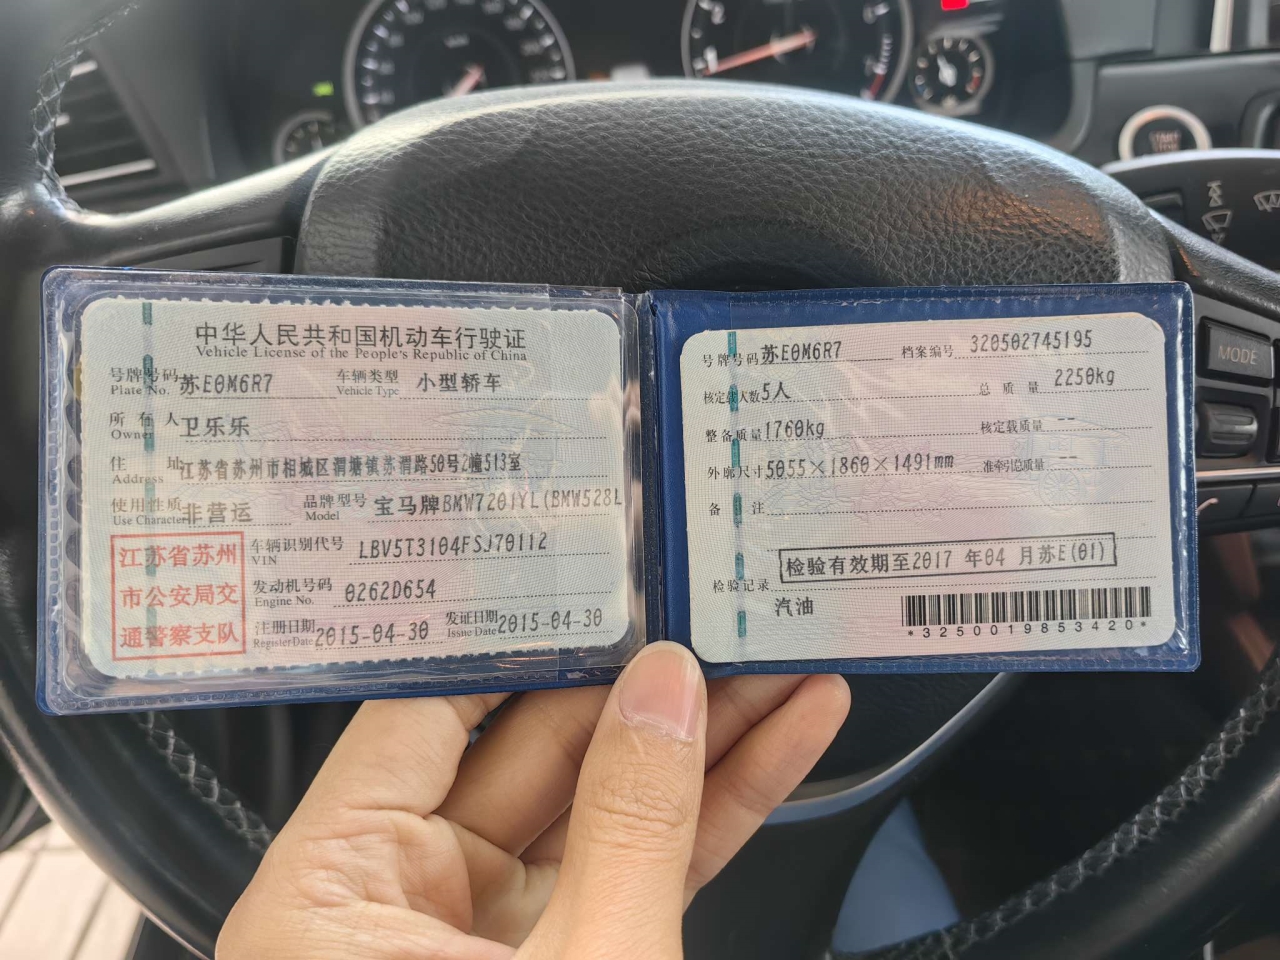 中华人民共和国机动车行驶证
Vehicle License of the People's Republic of China
号牌号码 苏E0M6R7 车辆类型 小型轿车
Plate No. Vehicle Type
所有人 卫乐乐
Owner
住址 江苏省苏州市相城区渭塘镇苏渭路50号2幢513室
Address
使用性质 非营运 品牌型号 宝马牌BMW7201YL(BMW528L
Use Character Model
江苏省苏州
市公安局交
通警察支队
车辆识别代号 LBV5T3104FSJ70112
VIN
发动机号码 0262D654
Engine No.
注册日期 2015-04-30 发证日期 2015-04-30
Register Date Issue Date
号牌号码 苏E0M6R7 档案编号 320502745195
核定载人数 5人 总质量 2250kg
整备质量 1760kg 核定载质量 --
外廓尺寸 5055×1860×1491mm 准牵引总质量 --
备注
检验有效期至2017 年04 月苏E(01)
检验记录
汽油
*3250019853420*
MODE
START
STOP